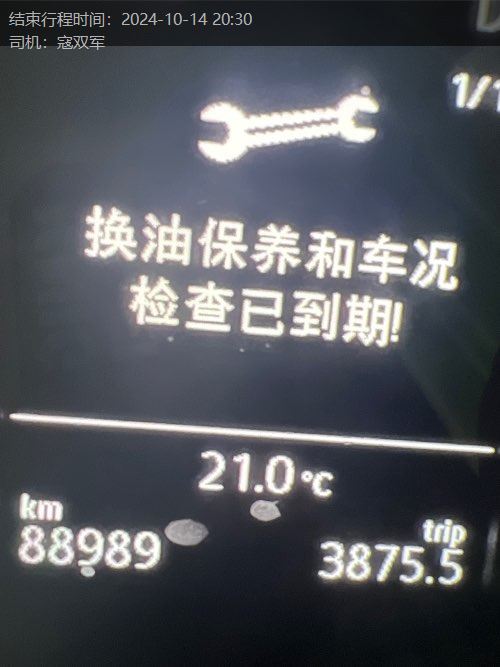 结束行程时间：2024-10-14 20:30
司机：寇双军
1/1
换油保养和车况
检查已到期!
21.0°C
km
88989
trip
3875.5